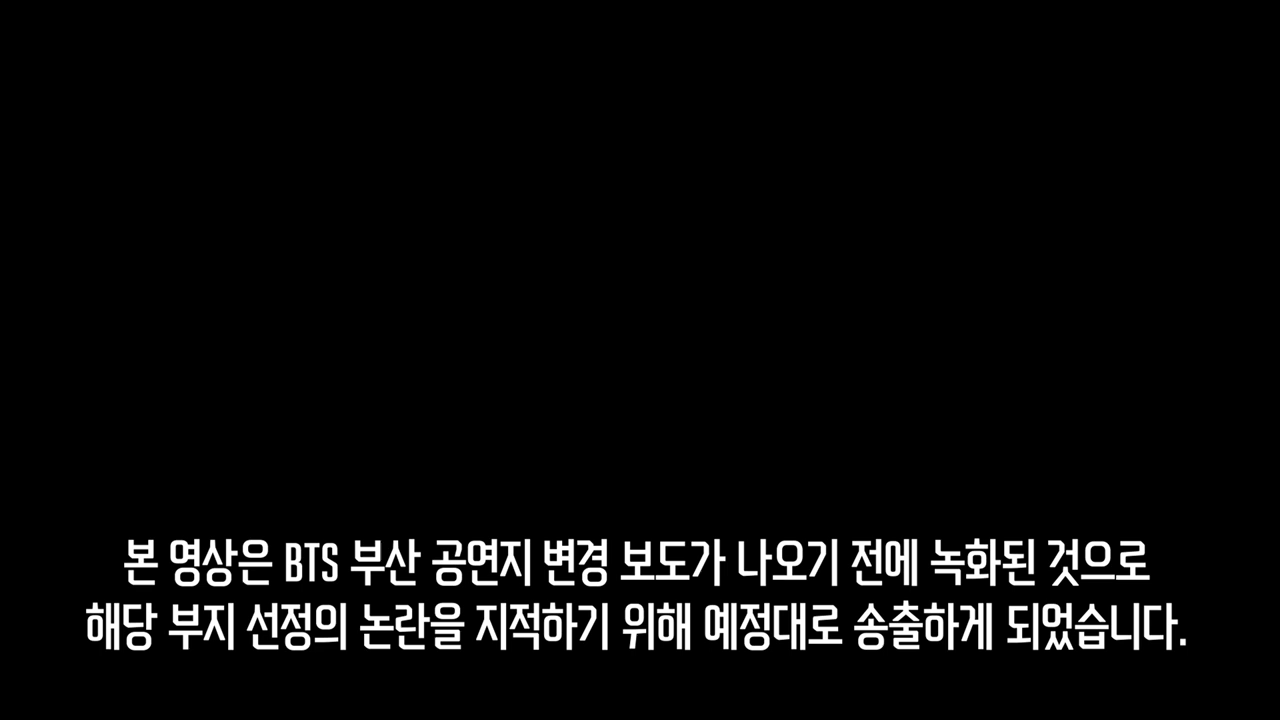 본 영상은 BTS 부산 공연지 변경 보도가 나오기 전에 녹화된 것으로
해당 부지 선정의 논란을 지적하기 위해 예정대로 송출하게 되었습니다.